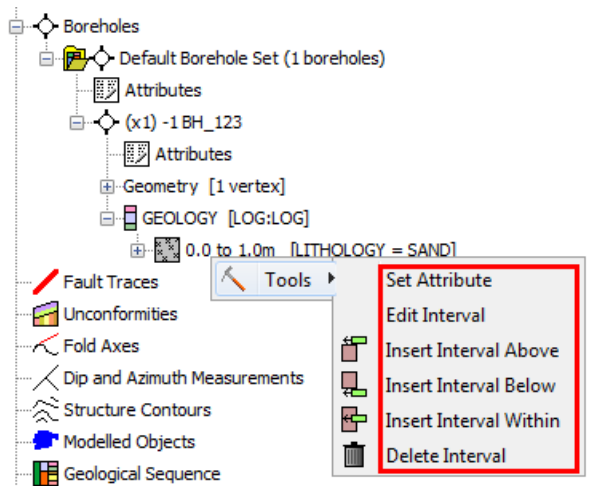 Boreholes
Default Borehole Set (1 boreholes)
Attributes
(x1) -1 BH_123
Attributes
Geometry [1 vertex]
GEOLOGY [LOG:LOG]
0.0 to 1.0m [LITHOLOGY = SAND]
Fault Traces
Unconformities
Fold Axes
Dip and Azimuth Measurements
Structure Contours
Modelled Objects
Geological Sequence
Tools
Set Attribute
Edit Interval
Insert Interval Above
Insert Interval Below
Insert Interval Within
Delete Interval